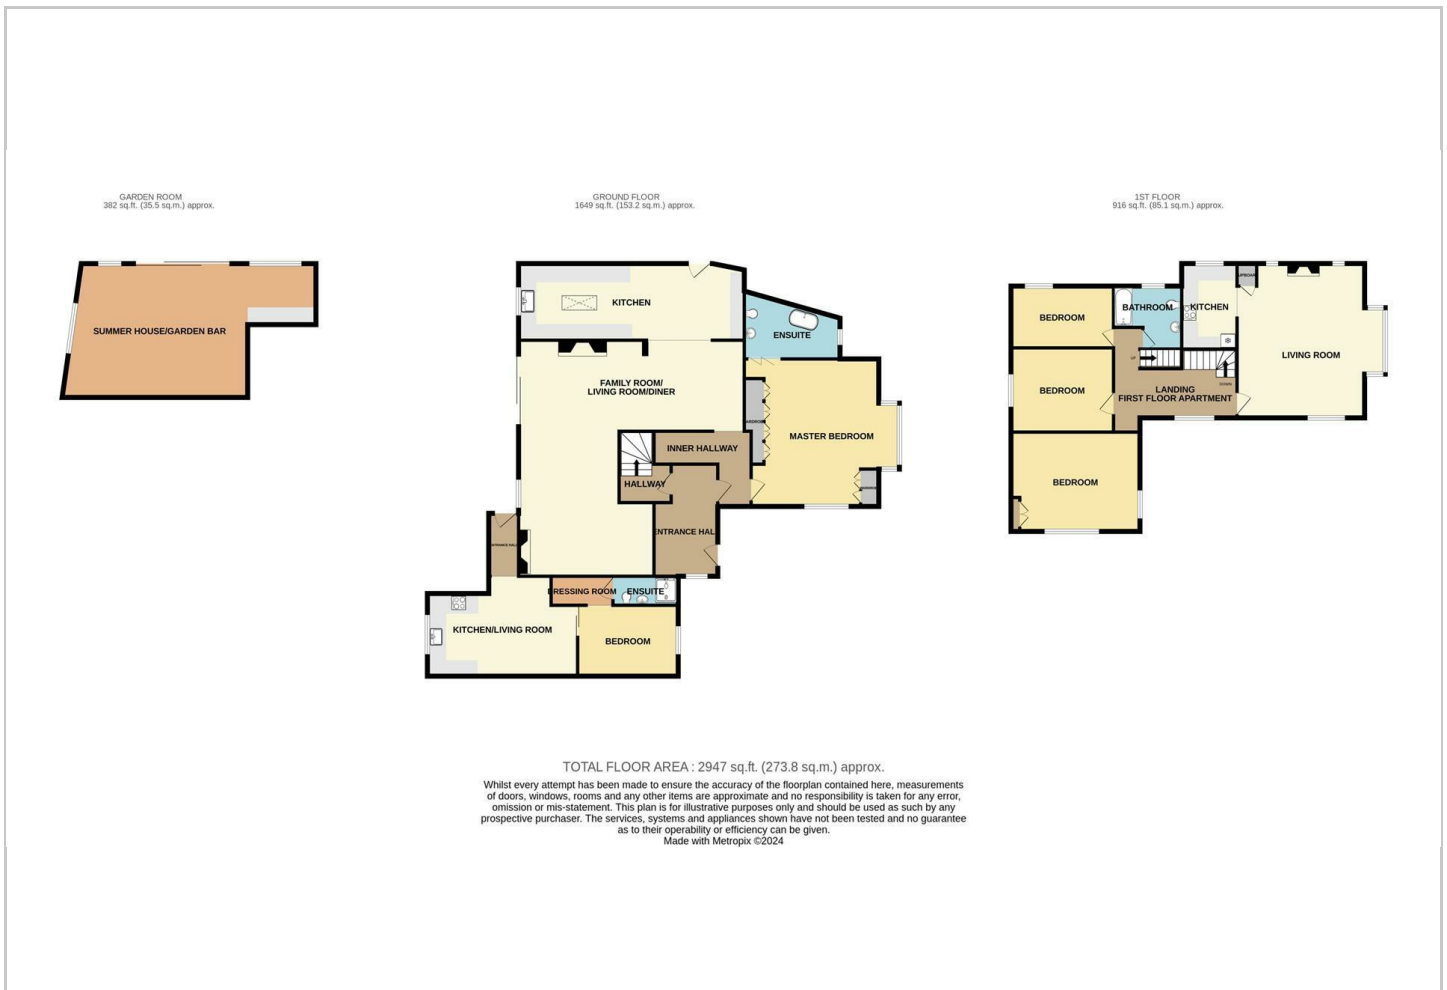 GARDEN ROOM
382 sq.ft. (35.5 sq.m.) approx.
SUMMER HOUSE/GARDEN BAR
GROUND FLOOR
1649 sq.ft. (153.2 sq.m.) approx.
KITCHEN
ENSUITE
FAMILY ROOM/
LIVING ROOM/DINER
MASTER BEDROOM
INNER HALLWAY
HALLWAY
ENTRANCE HALL
ENTRANCE HALL
DRESSING ROOM
ENSUITE
KITCHEN/LIVING ROOM
BEDROOM
1ST FLOOR
916 sq.ft. (85.1 sq.m.) approx.
BEDROOM
BATHROOM
KITCHEN
LIVING ROOM
UP
DOWN
BEDROOM
LANDING
FIRST FLOOR APARTMENT
BEDROOM
TOTAL FLOOR AREA : 2947 sq.ft. (273.8 sq.m.) approx.
Whilst every attempt has been made to ensure the accuracy of the floorplan contained here, measurements
of doors, windows, rooms and any other items are approximate and no responsibility is taken for any error,
omission or mis-statement. This plan is for illustrative purposes only and should be used as such by any
prospective purchaser. The services, systems and appliances shown have not been tested and no guarantee
as to their operability or efficiency can be given.
Made with Metropix ©2024